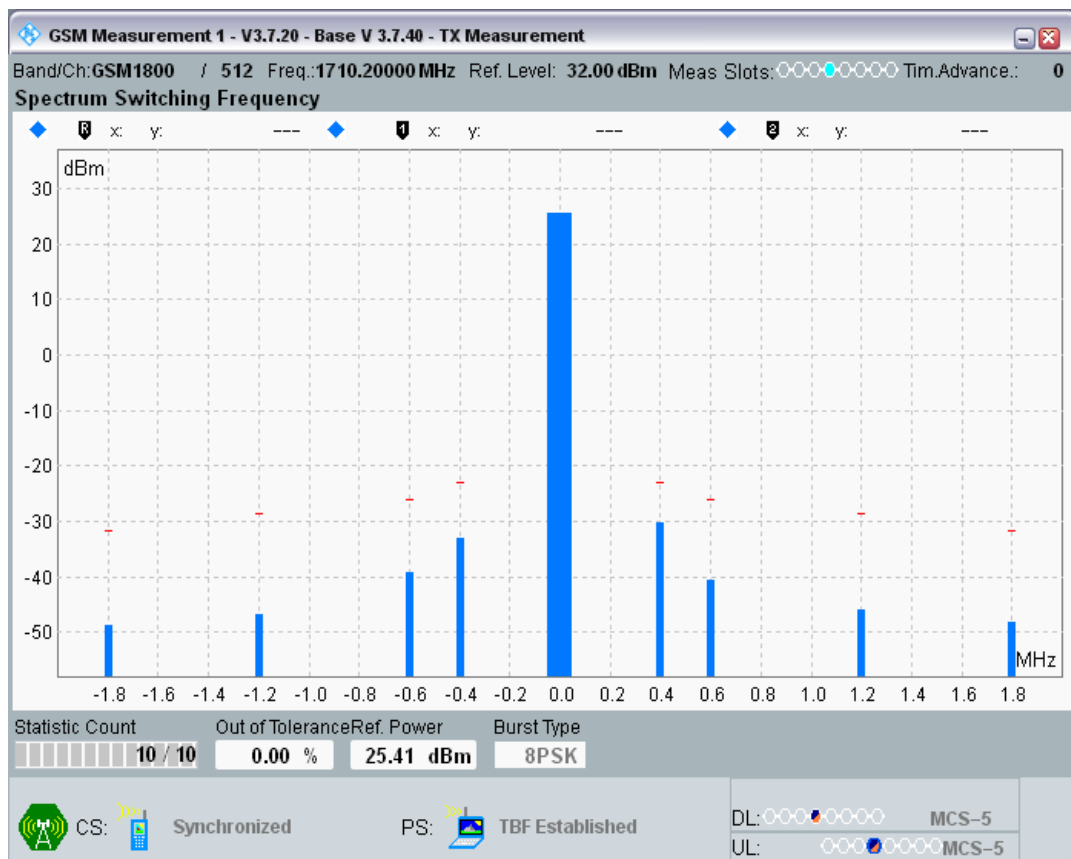 GSM Measurement 1 - V3.7.20 - Base V 3.7.40 - TX Measurement
Band/Ch:GSM1800 / 512 Freq.:1710.20000 MHz Ref. Level: 32.00 dBm Meas Slots: Tim.Advance.: 0
Spectrum Switching Frequency
R x: y: --- 1 x: y: --- 2 x: y: ---
dBm
30
20
10
0
-10
-20
-30
-40
-50
MHz
-1.8 -1.6 -1.4 -1.2 -1.0 -0.8 -0.6 -0.4 -0.2 0.0 0.2 0.4 0.6 0.8 1.0 1.2 1.4 1.6 1.8
Statistic Count Out of Tolerance Ref. Power Burst Type
10 / 10 0.00 % 25.41 dBm 8PSK
CS: Synchronized PS: TBF Established DL: MCS-5
UL: MCS-5